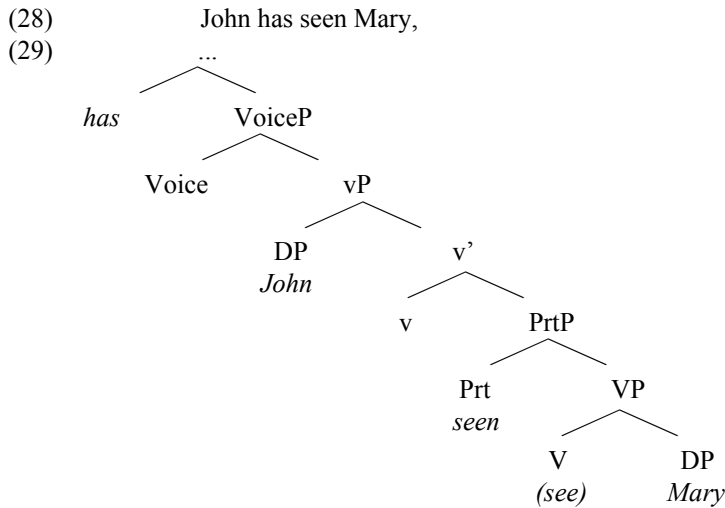 (28) John has seen Mary,
(29) ...
has VoiceP
Voice vP
DP v’
John
v PrtP
Prt VP
seen
V DP
(see) Mary